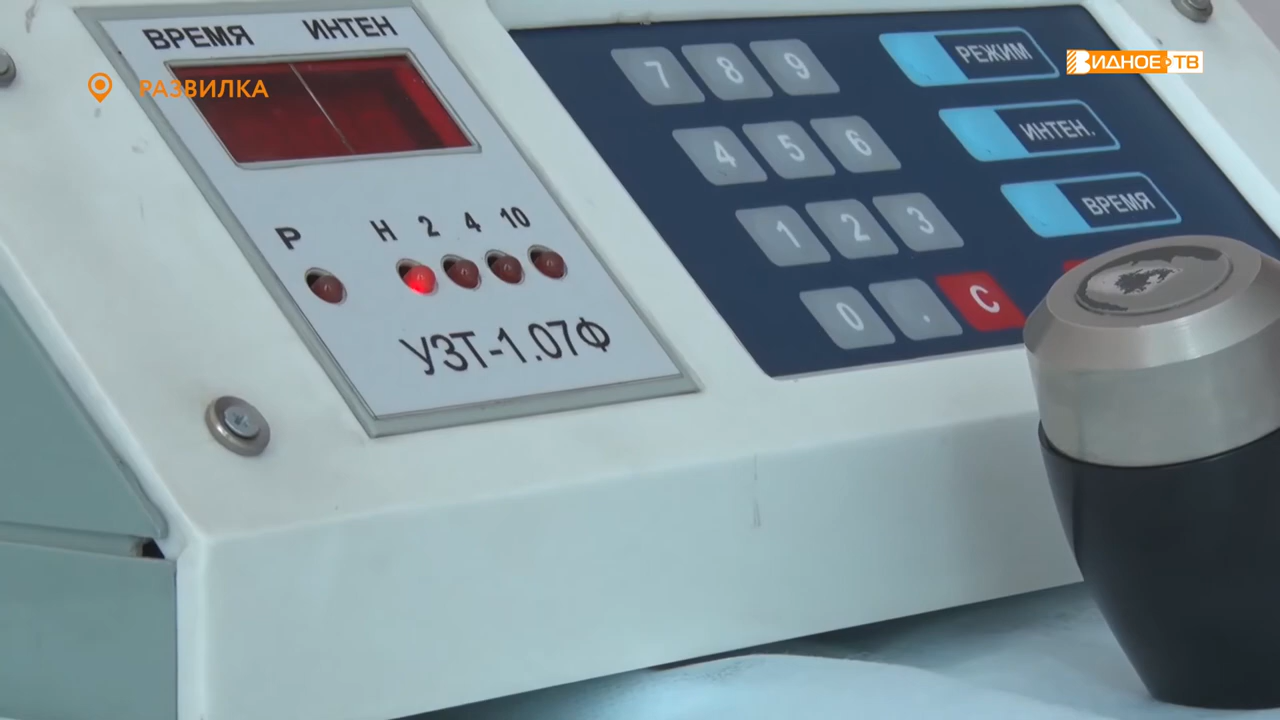 ВРЕМЯ ИНТЕН
РАЗВИЛКА
Р Н 2 4 10
УЗТ-1.07Ф
7 8 9
4 5 6
1 2 3
0 . С
РЕЖИМ
ИНТЕН.
ВРЕМЯ
ВИДНОЕ ТВ